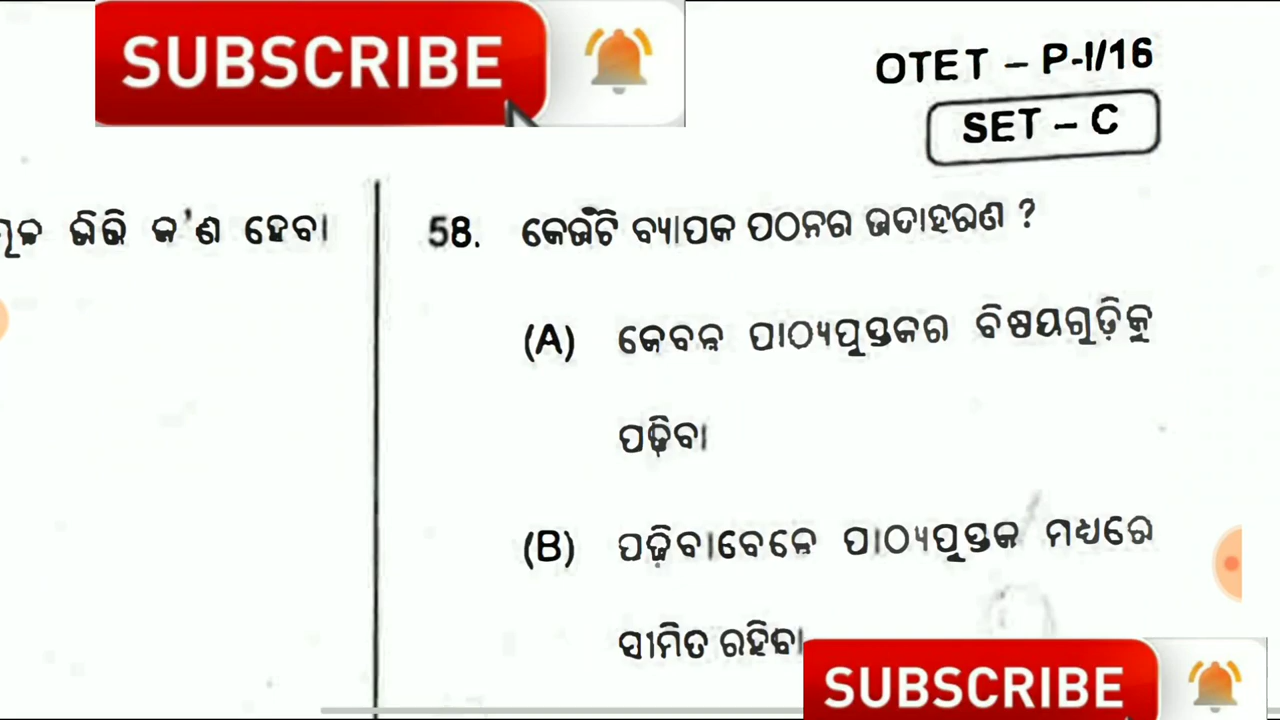 SUBSCRIBE
OTET – P-I/16
SET – C
ମୂଳ ଭିତ୍ତି କ'ଣ ହେବା
58. କେଉଁଟି ବ୍ୟାପକ ପଠନର ଉଦାହରଣ ?
(A) କେବଳ ପାଠ୍ୟପୁସ୍ତକର ବିଷୟଗୁଡ଼ିକୁ
ପଢ଼ିବା
(B) ପଢ଼ିବାବେଳେ ପାଠ୍ୟପୁସ୍ତକ ମଧ୍ୟରେ
ସୀମିତ ରହିବା
SUBSCRIBE